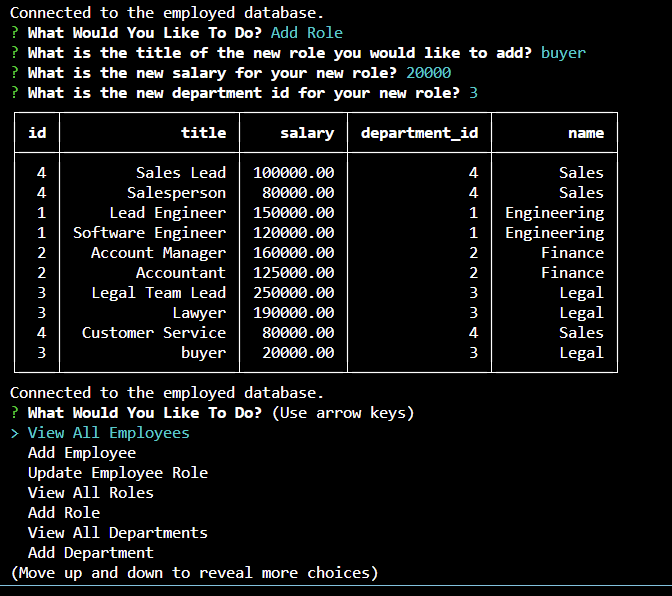 Connected to the employed database.
? What Would You Like To Do? Add Role
? What is the title of the new role you would like to add? buyer
? What is the new salary for your new role? 20000
? What is the new department id for your new role? 3
id title salary department_id name
4 Sales Lead 100000.00 4 Sales
4 Salesperson 80000.00 4 Sales
1 Lead Engineer 150000.00 1 Engineering
1 Software Engineer 120000.00 1 Engineering
2 Account Manager 160000.00 2 Finance
2 Accountant 125000.00 2 Finance
3 Legal Team Lead 250000.00 3 Legal
3 Lawyer 190000.00 3 Legal
4 Customer Service 80000.00 4 Sales
3 buyer 20000.00 3 Legal
Connected to the employed database.
? What Would You Like To Do? (Use arrow keys)
> View All Employees
Add Employee
Update Employee Role
View All Roles
Add Role
View All Departments
Add Department
(Move up and down to reveal more choices)